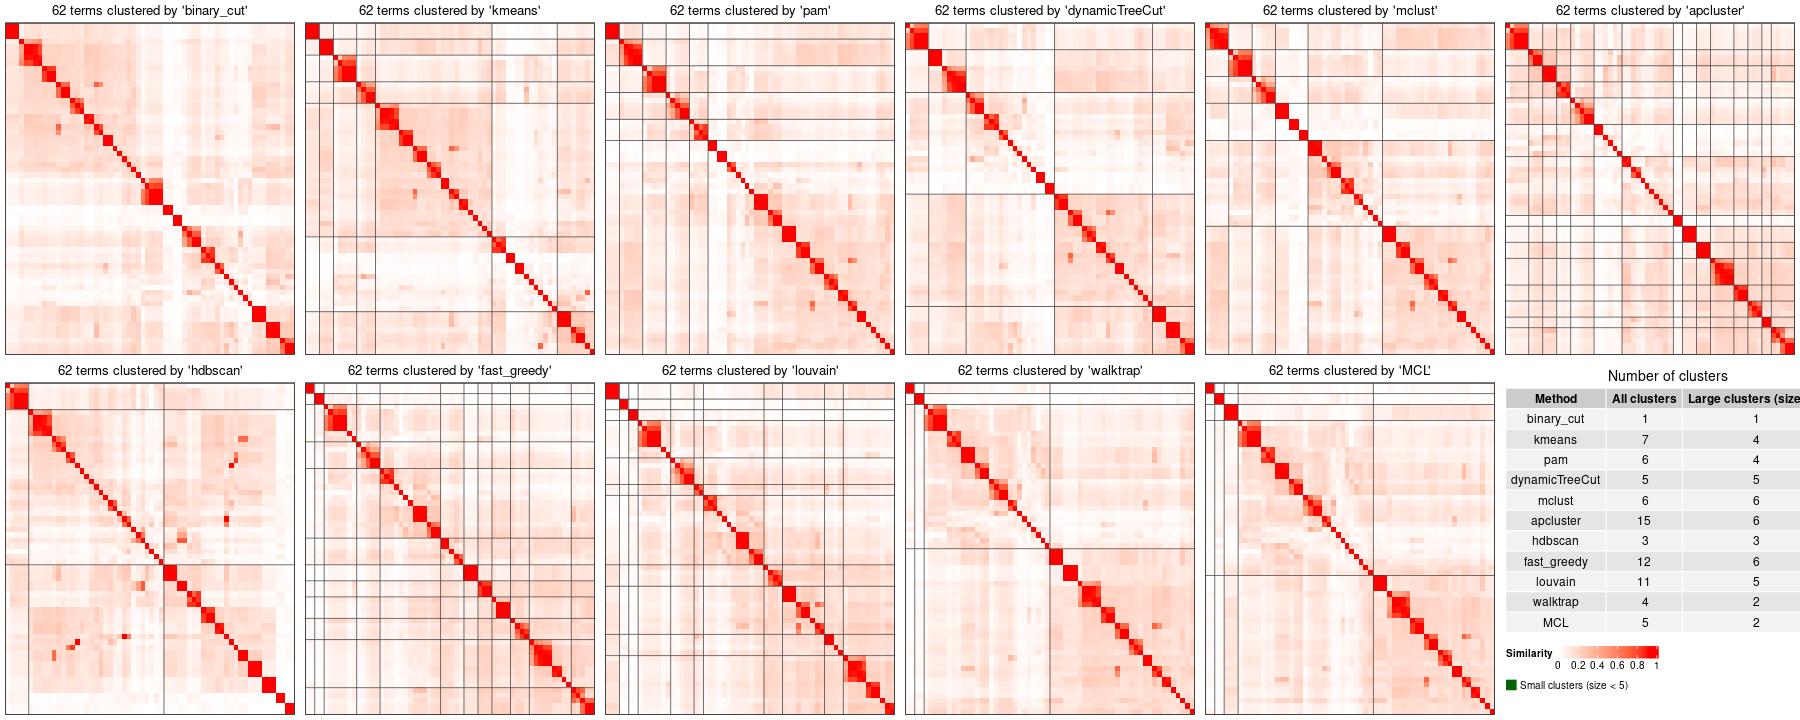 62 terms clustered by 'binary_cut'
62 terms clustered by 'kmeans'
62 terms clustered by 'pam'
62 terms clustered by 'dynamicTreeCut'
62 terms clustered by 'mclust'
62 terms clustered by 'apcluster'
62 terms clustered by 'hdbscan'
62 terms clustered by 'fast_greedy'
62 terms clustered by 'louvain'
62 terms clustered by 'walktrap'
62 terms clustered by 'MCL'
Number of clusters
Method All clusters Large clusters (size
binary_cut 1 1
kmeans 7 4
pam 6 4
dynamicTreeCut 5 5
mclust 6 6
apcluster 15 6
hdbscan 3 3
fast_greedy 12 6
louvain 11 5
walktrap 4 2
MCL 5 2
Similarity
0 0.2 0.4 0.6 0.8 1
Small clusters (size < 5)